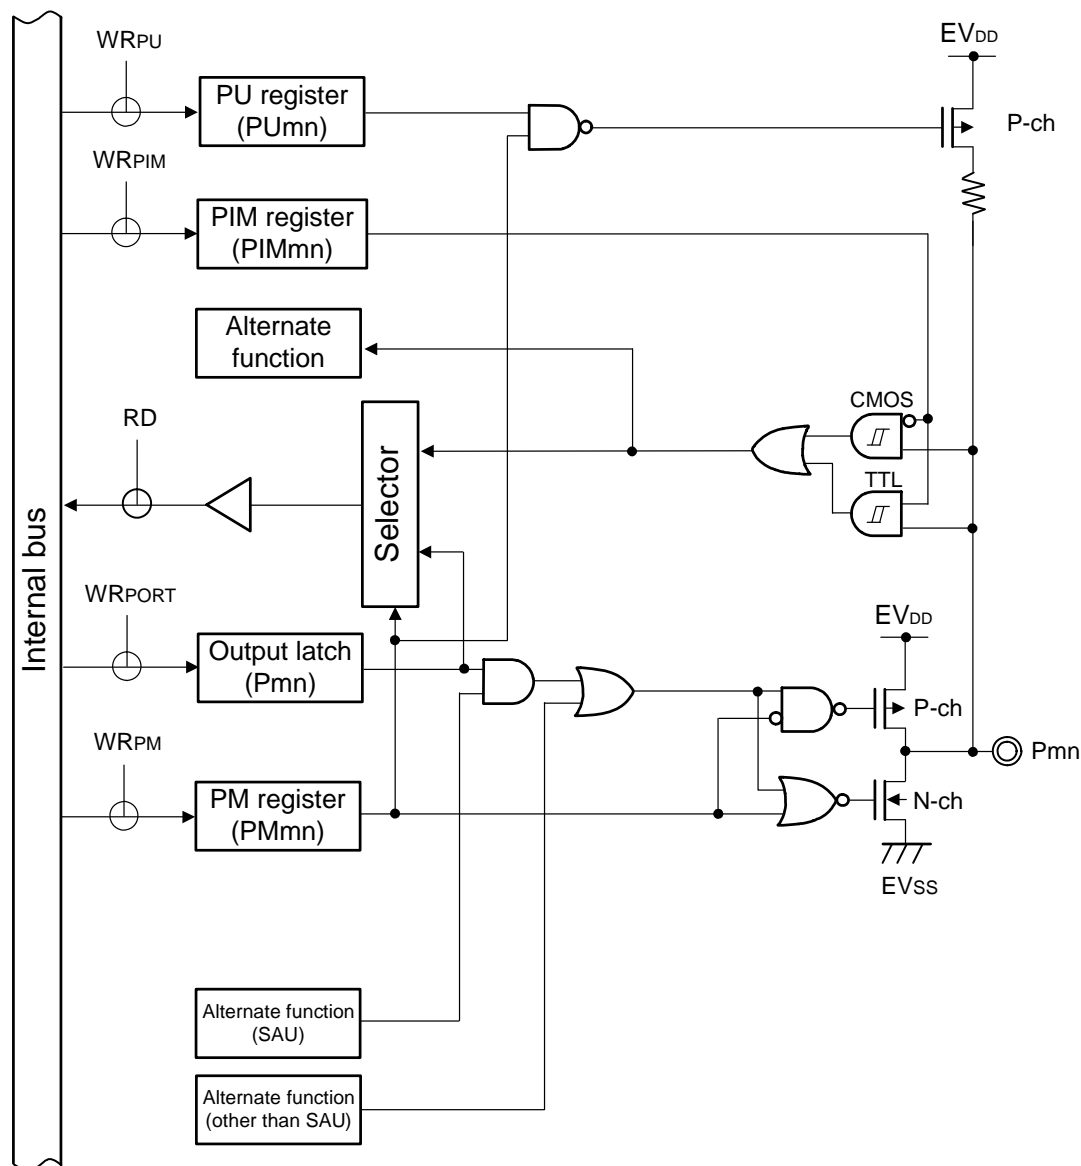 WRPU
EVDD
PU register
(PUmn)
P-ch
WRPIM
PIM register
(PIMmn)
Alternate
function
CMOS
RD
TTL
Selector
Internal bus
WRPORT
EVDD
Output latch
(Pmn)
P-ch
WRPM
Pmn
PM register
(PMmn)
N-ch
EVSS
Alternate function
(SAU)
Alternate function
(other than SAU)